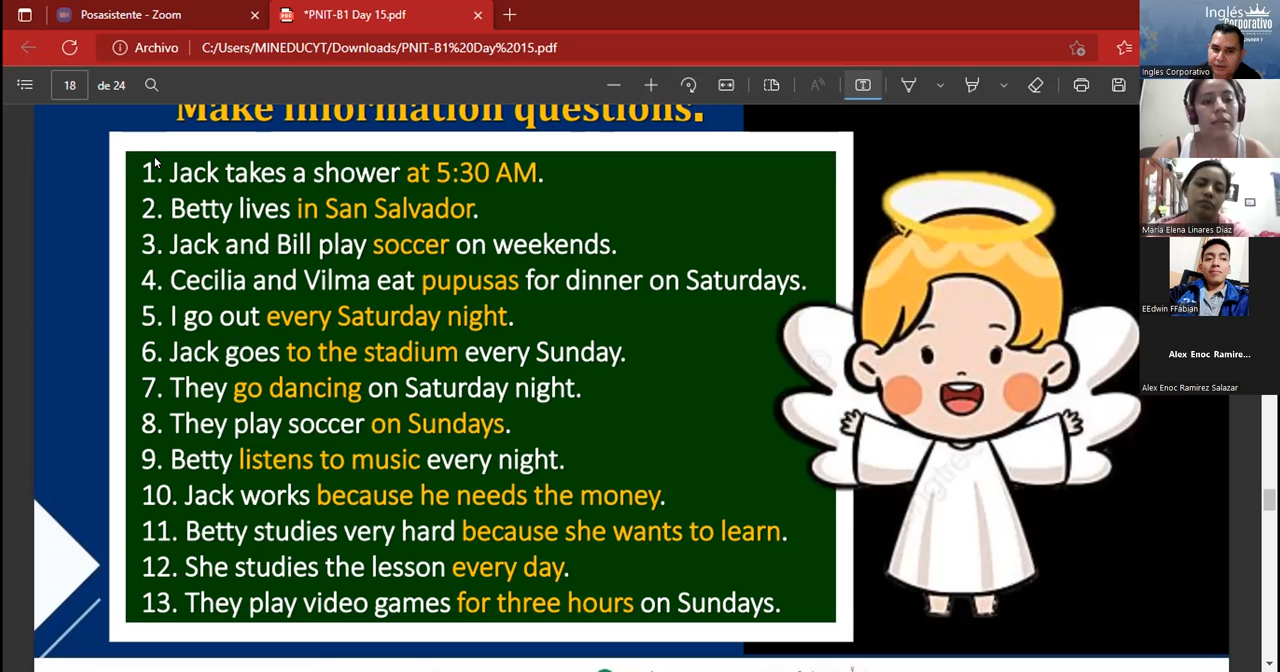 Posasistente - Zoom
*PNIT-B1 Day 15.pdf
Archivo
C:/Users/MINEDUCYT/Downloads/PNIT-B1%20Day%2015.pdf
18 de 24
Make information questions.
1. Jack takes a shower at 5:30 AM.
2. Betty lives in San Salvador.
3. Jack and Bill play soccer on weekends.
4. Cecilia and Vilma eat pupusas for dinner on Saturdays.
5. I go out every Saturday night.
6. Jack goes to the stadium every Sunday.
7. They go dancing on Saturday night.
8. They play soccer on Sundays.
9. Betty listens to music every night.
10. Jack works because he needs the money.
11. Betty studies very hard because she wants to learn.
12. She studies the lesson every day.
13. They play video games for three hours on Sundays.
Inglés
Corporativo
Ingles Corporativo
María Elena Linares Diaz
EEdwin FFabian
Alex Enoc Ramire...
Alex Enoc Ramirez Salazar